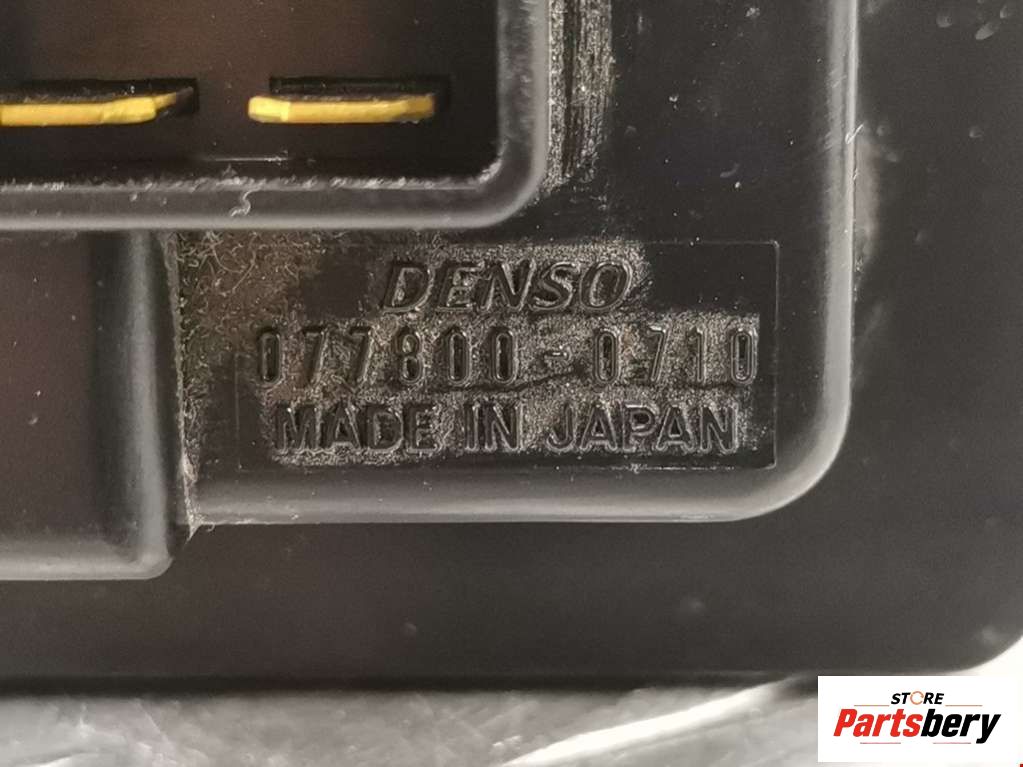 DENSO
077800-0710
MADE IN JAPAN
STORE
Partsbery